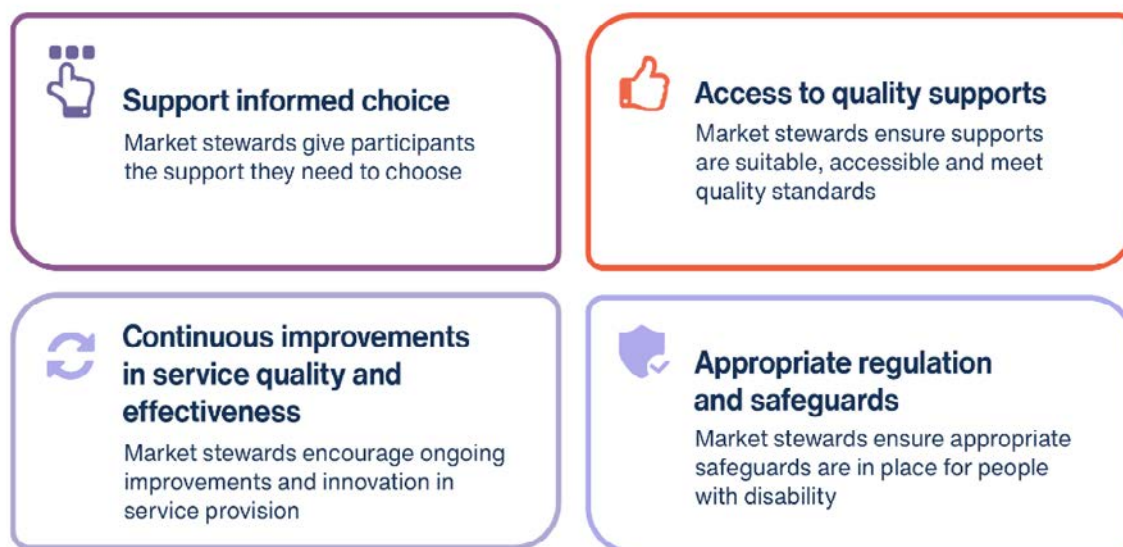 Support informed choice
Market stewards give participants
the support they need to choose
Access to quality supports
Market stewards ensure supports
are suitable, accessible and meet
quality standards
Continuous improvements
in service quality and
effectiveness
Market stewards encourage ongoing
improvements and innovation in
service provision
Appropriate regulation
and safeguards
Market stewards ensure appropriate
safeguards are in place for people
with disability